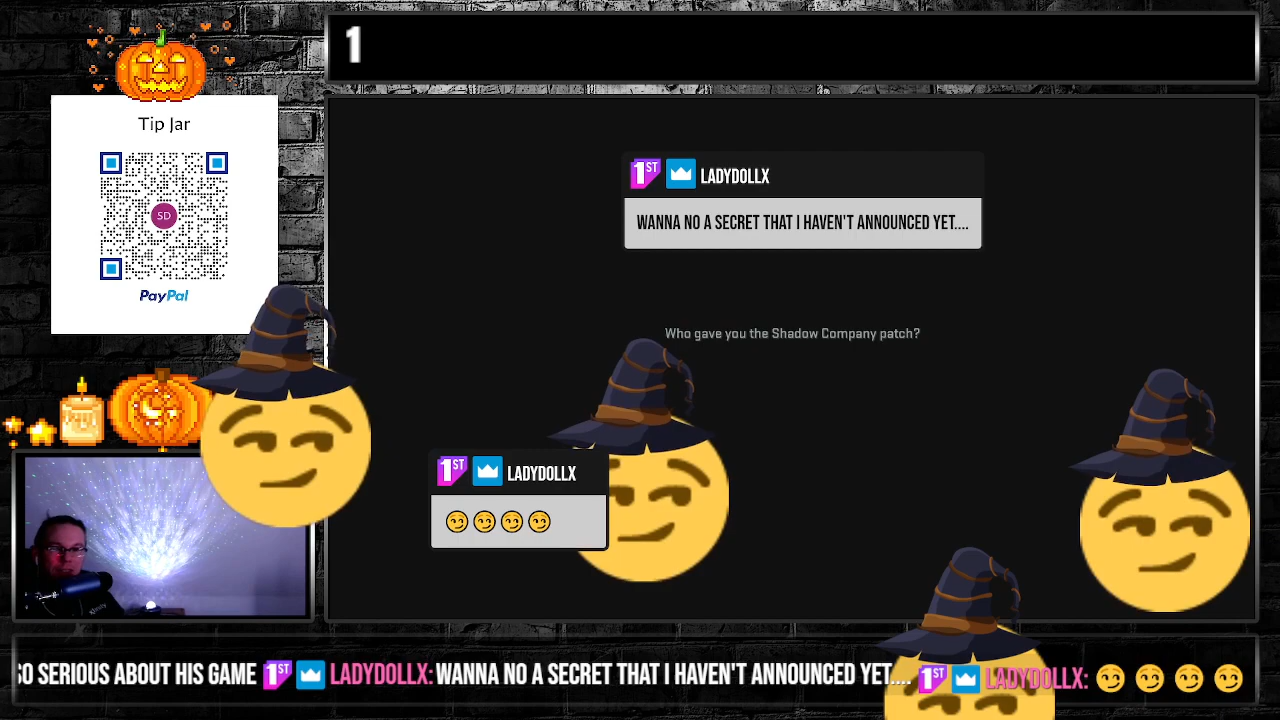 1
Tip Jar
SD
PayPal
1ST LADYDOLLX
WANNA NO A SECRET THAT I HAVEN'T ANNOUNCED YET....
Who gave you the Shadow Company patch?
1ST LADYDOLLX
SO SERIOUS ABOUT HIS GAME 1ST LADYDOLLX: WANNA NO A SECRET THAT I HAVEN'T ANNOUNCED YET.... 1ST LADYDOLLX: